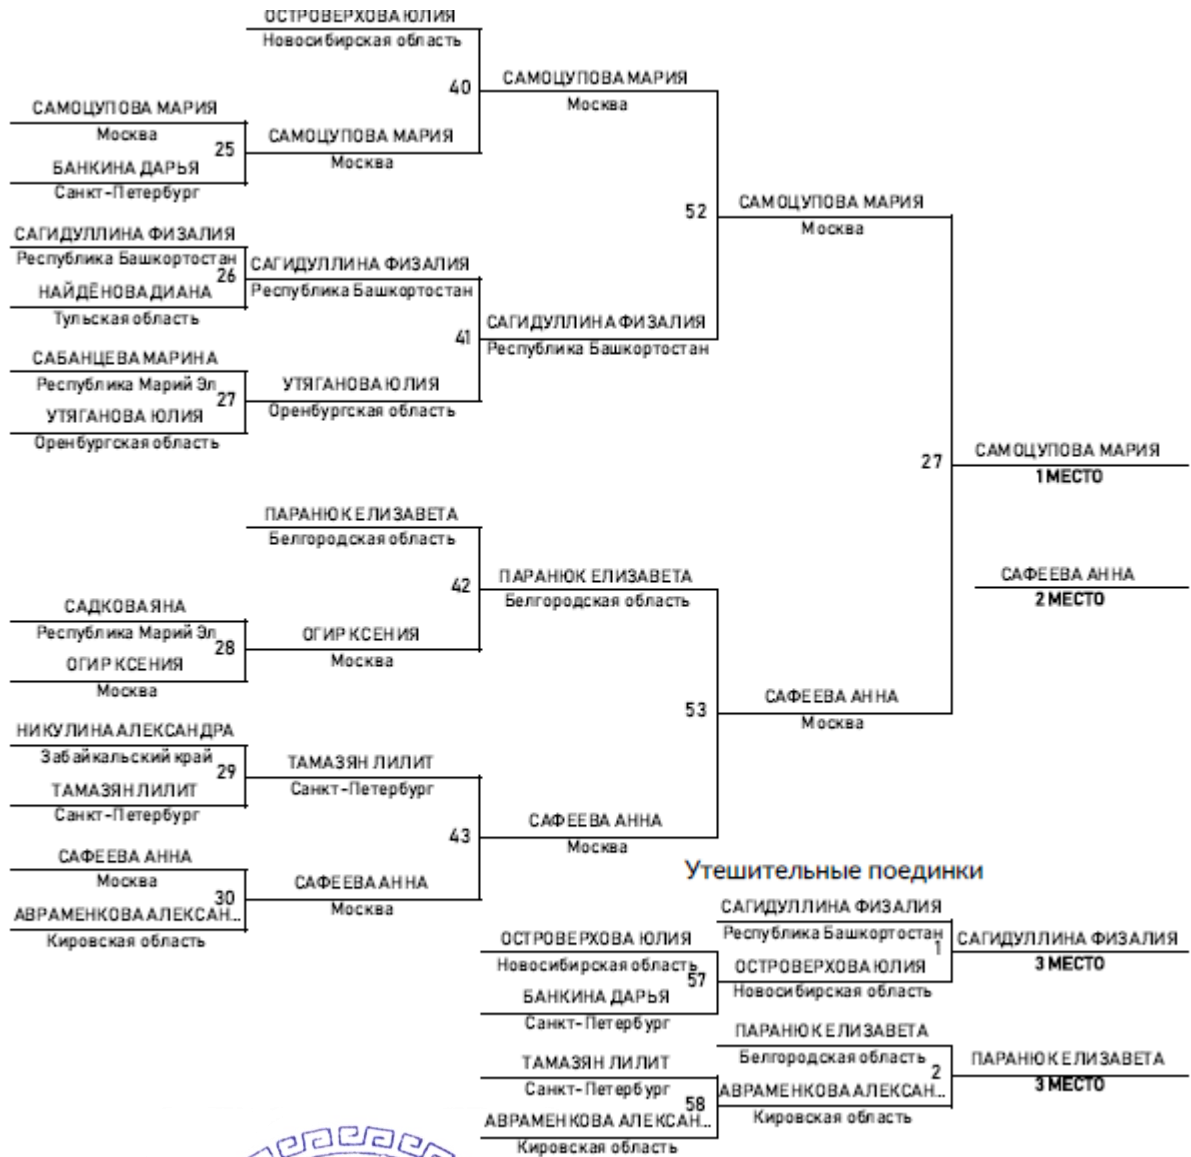 ОСТРОВЕРХОВА ЮЛИЯ
Новосибирская область
40
САМОЦУПОВА МАРИЯ
Москва
САМОЦУПОВА МАРИЯ
Москва
25
БАНКИНА ДАРЬЯ
Санкт-Петербург
САМОЦУПОВА МАРИЯ
Москва
52
САМОЦУПОВА МАРИЯ
Москва
САГИДУЛЛИНА ФИЗАЛИЯ
Республика Башкортостан
26
НАЙДЁНОВА ДИАНА
Тульская область
САГИДУЛЛИНА ФИЗАЛИЯ
Республика Башкортостан
41
САГИДУЛЛИНА ФИЗАЛИЯ
Республика Башкортостан
САБАНЦЕВА МАРИНА
Республика Марий Эл
27
УТЯГАНОВА ЮЛИЯ
Оренбургская область
УТЯГАНОВА ЮЛИЯ
Оренбургская область
27
САМОЦУПОВА МАРИЯ
1 МЕСТО
САФЕЕВА АННА
2 МЕСТО
ПАРАНЮК ЕЛИЗАВЕТА
Белгородская область
42
ПАРАНЮК ЕЛИЗАВЕТА
Белгородская область
САДКОВА ЯНА
Республика Марий Эл
28
ОГИР КСЕНИЯ
Москва
ОГИР КСЕНИЯ
Москва
53
САФЕЕВА АННА
Москва
НИКУЛИНА АЛЕКСАНДРА
Забайкальский край
29
ТАМАЗЯН ЛИЛИТ
Санкт-Петербург
ТАМАЗЯН ЛИЛИТ
Санкт-Петербург
43
САФЕЕВА АННА
Москва
САФЕЕВА АННА
Москва
30
АВРАМЕНКОВА АЛЕКСАН...
Кировская область
САФЕЕВА АННА
Москва
Утешительные поединки
САГИДУЛЛИНА ФИЗАЛИЯ
Республика Башкортостан
1
САГИДУЛЛИНА ФИЗАЛИЯ
3 МЕСТО
ОСТРОВЕРХОВА ЮЛИЯ
Новосибирская область
57
БАНКИНА ДАРЬЯ
Санкт-Петербург
ОСТРОВЕРХОВА ЮЛИЯ
Новосибирская область
ПАРАНЮК ЕЛИЗАВЕТА
Белгородская область
2
ПАРАНЮК ЕЛИЗАВЕТА
3 МЕСТО
ТАМАЗЯН ЛИЛИТ
Санкт-Петербург
58
АВРАМЕНКОВА АЛЕКСАН...
Кировская область
АВРАМЕНКОВА АЛЕКСАН...
Кировская область